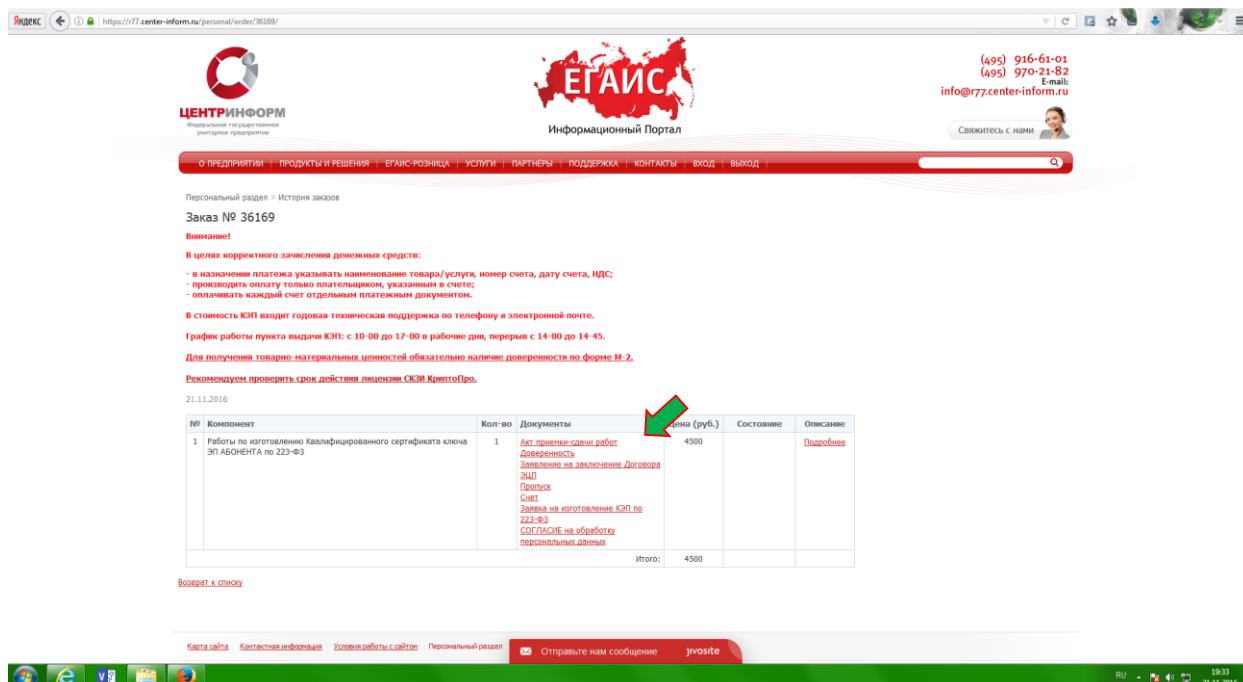 Яндекс https://r77.center-inform.ru/personal/order/36169/
ЦЕНТРИНФОРМ
Федеральное государственное
унитарное предприятие
ЕГАИС
Информационный Портал
(495) 916-61-01
(495) 970-21-82
E-mail:
info@r77.center-inform.ru
Свяжитесь с нами
О ПРЕДПРИЯТИИ ПРОДУКТЫ И РЕШЕНИЯ ЕГАИС-РОЗНИЦА УСЛУГИ ПАРТНЁРЫ ПОДДЕРЖКА КОНТАКТЫ ВХОД ВЫХОД
Персональный раздел > История заказов
Заказ № 36169
Внимание!
В целях корректного зачисления денежных средств:
- в назначении платежа указывать наименование товара/услуги, номер счета, дату счета, НДС;
- производить оплату только плательщиком, указанным в счете;
- оплачивать каждый счет отдельным платежным документом.
В стоимость КЭП входит годовая техническая поддержка по телефону и электронной почте.
График работы пункта выдачи КЭП: с 10-00 до 17-00 в рабочие дни, перерыв с 14-00 до 14-45.
Для получения товарно-материальных ценностей обязательно наличие доверенности по форме М-2.
Рекомендуем проверить срок действия лицензии СКЗИ КриптоПро.
21.11.2016
№ Компонент Кол-во Документы цена (руб.) Состояние Описание
1 Работы по изготовлению Квалифицированного сертификата ключа 1 Акт приемки-сдачи работ 4500 Подробнее
ЭП АБОНЕНТА по 223-ФЗ Доверенность
Заявление на заключение Договора
ЭЦП
Пропуск
Счет
Заявка на изготовление КЭП по
223-ФЗ
СОГЛАСИЕ на обработку
персональных данных
Итого: 4500
Возврат к списку
Карта сайта Контактная информация Условия работы с сайтом Персональный раздел
Отправьте нам сообщение jivosite
RU 19:33
21.11.2016